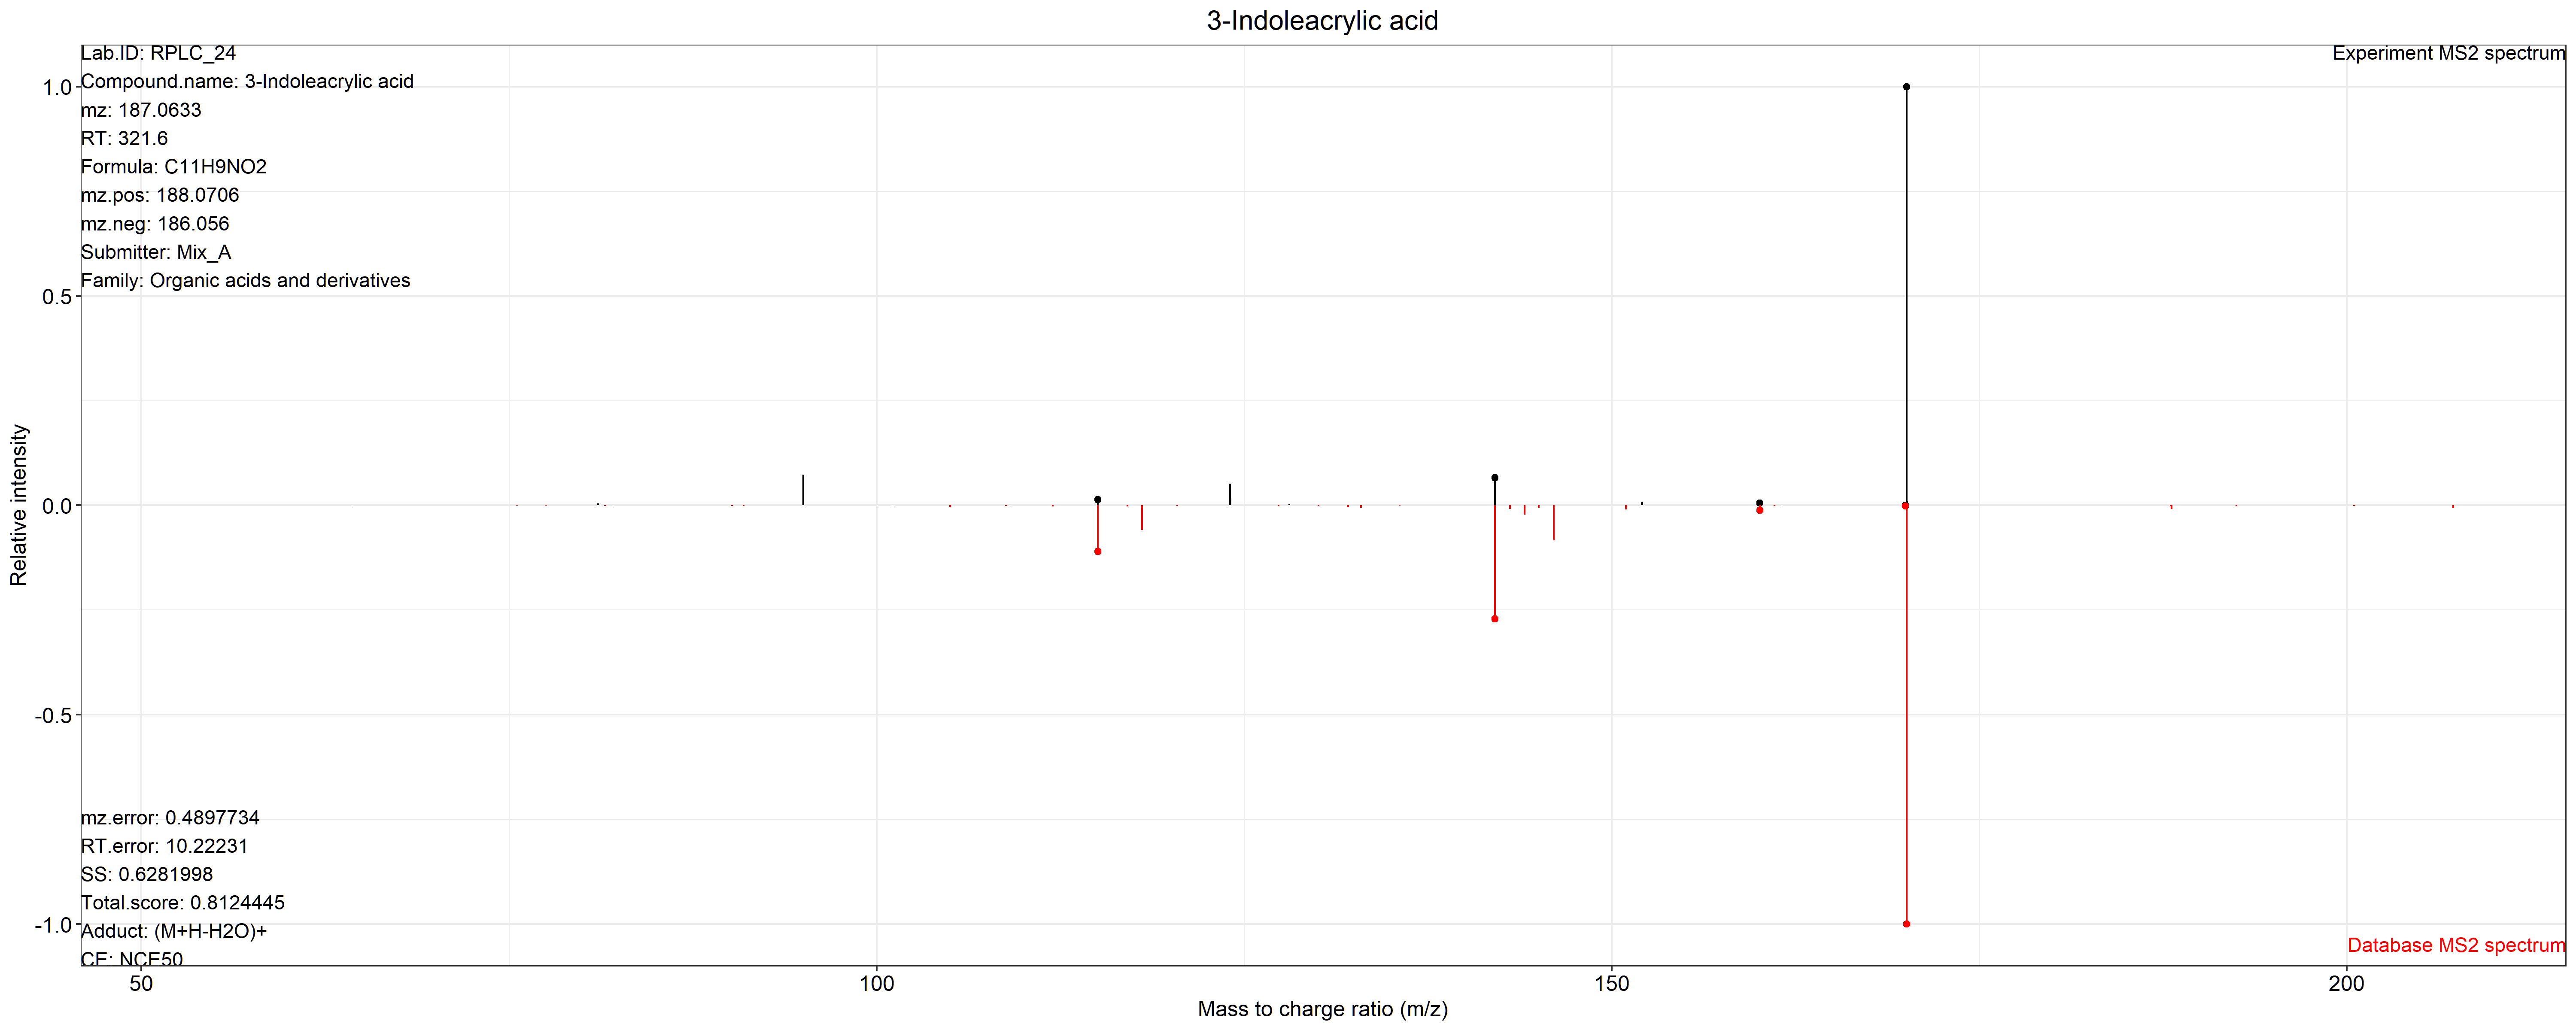 3-Indoleacrylic acid
Lab.ID: RPLC_24
Experiment MS2 spectrum
Compound.name: 3-Indoleacrylic acid
mz: 187.0633
RT: 321.6
Formula: C11H9NO2
mz.pos: 188.0706
mz.neg: 186.056
Submitter: Mix_A
Family: Organic acids and derivatives
1.0
0.5
0.0
-0.5
-1.0
Relative intensity
mz.error: 0.4897734
RT.error: 10.22231
SS: 0.6281998
Total.score: 0.8124445
Adduct: (M+H-H2O)+
CE: NCE50
Database MS2 spectrum
50
100
150
200
Mass to charge ratio (m/z)